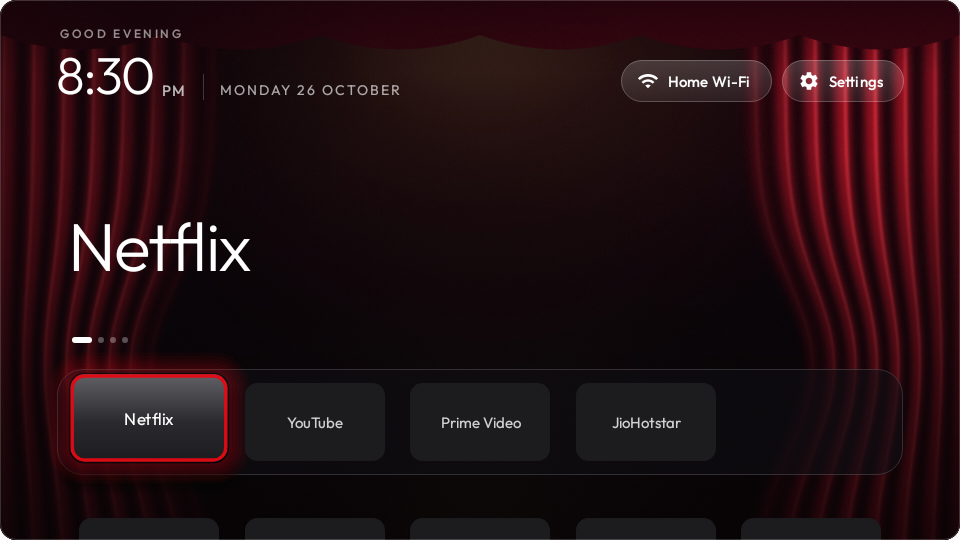 GOOD EVENING
8:30 PM
MONDAY 26 OCTOBER
Home Wi-Fi
Settings
Netflix
Netflix
YouTube
Prime Video
JioHotstar